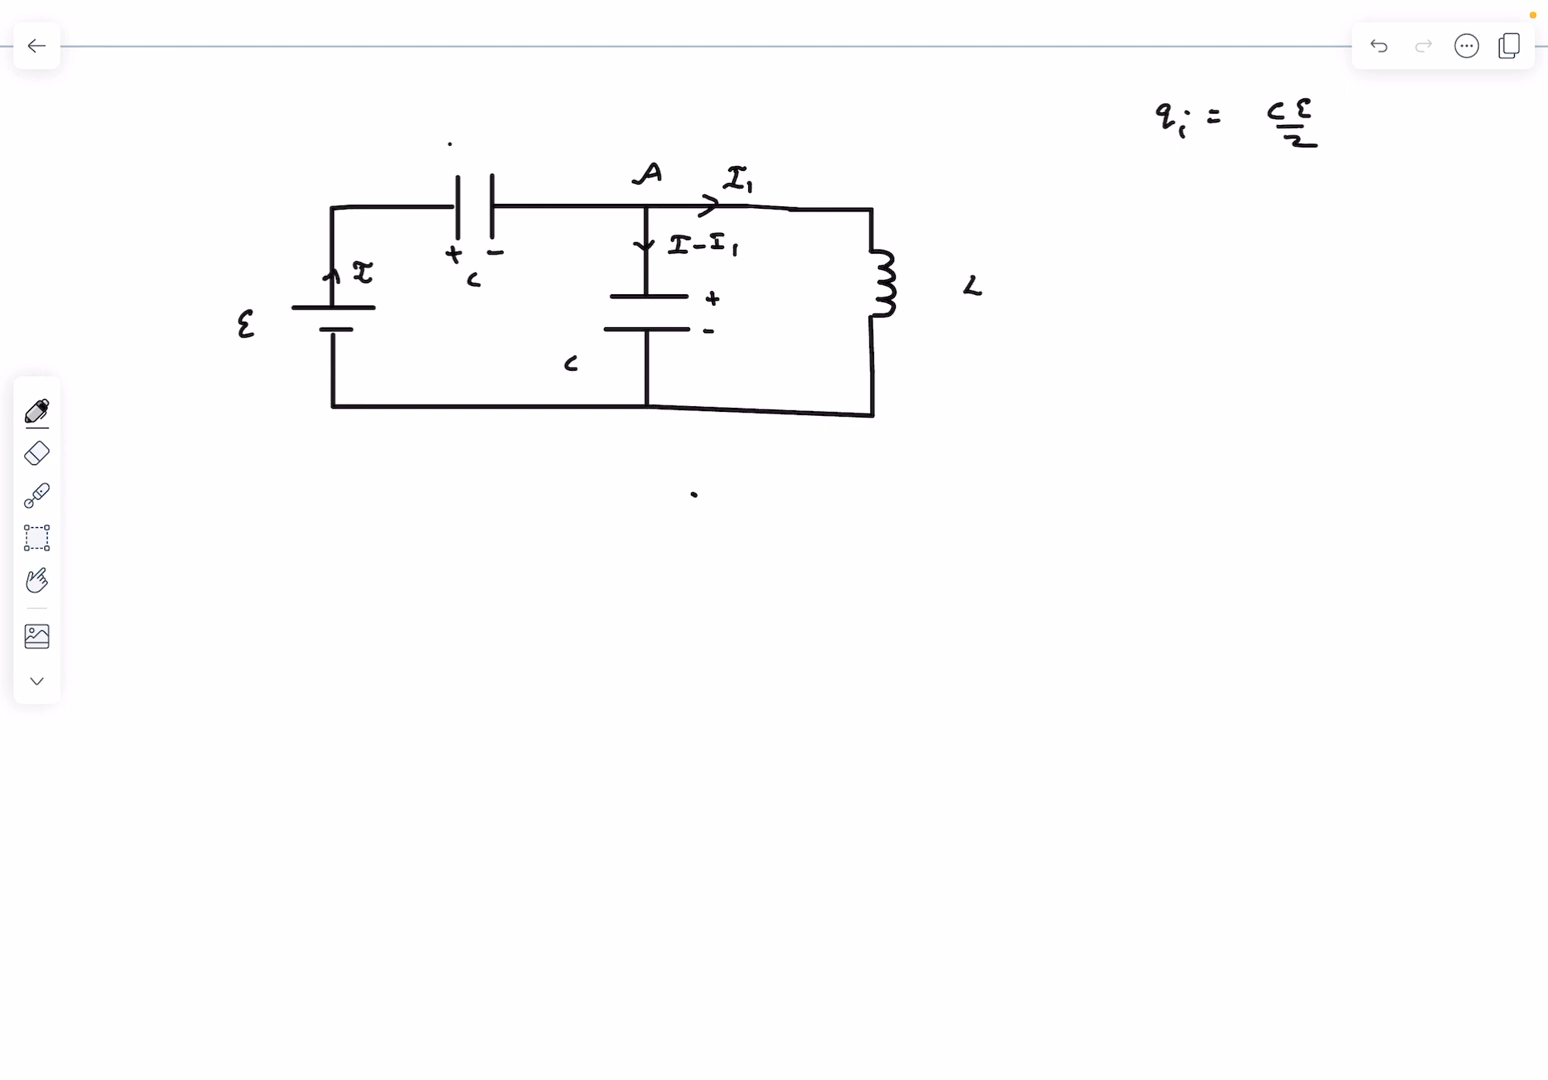 qᵢ = cε/2
A
I₁
I-I₁
+ -
c
I
ε
+
-
L
c